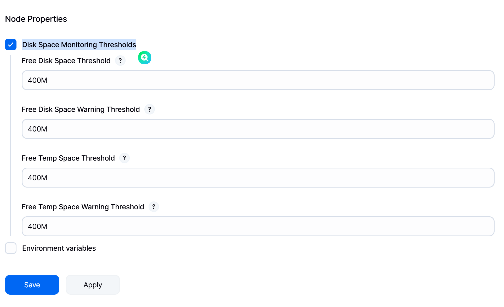 Node Properties
Disk Space Monitoring Thresholds
Free Disk Space Threshold ?
400M
Free Disk Space Warning Threshold ?
400M
Free Temp Space Threshold ?
400M
Free Temp Space Warning Threshold ?
400M
Environment variables
Save Apply